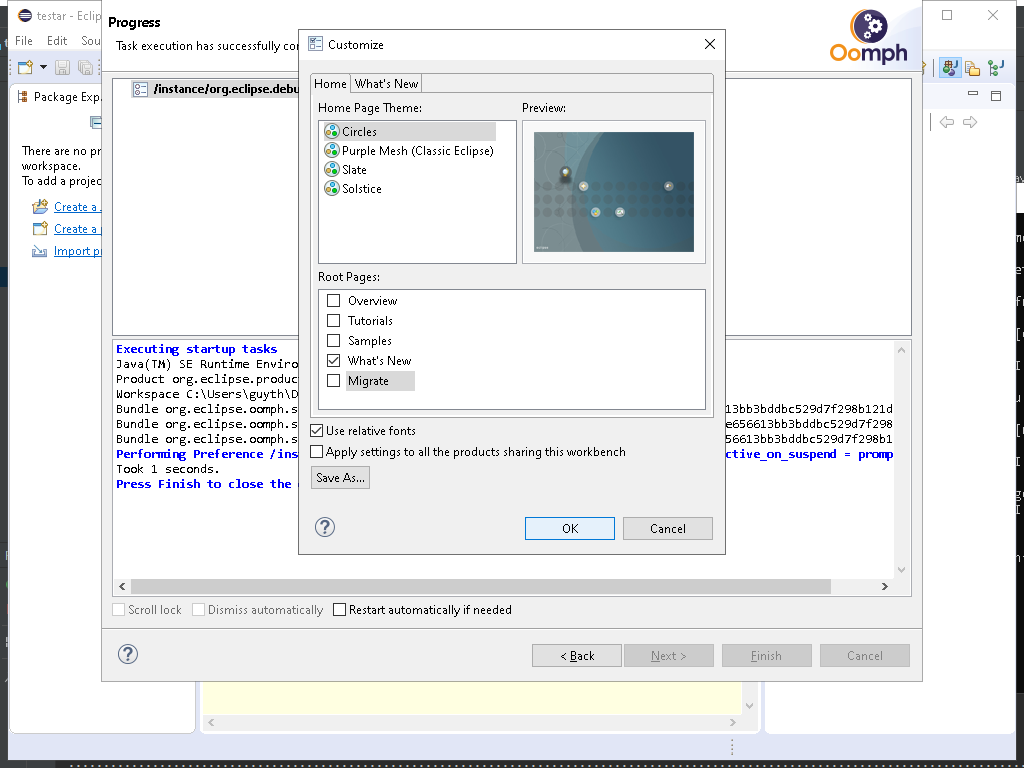 testar - Eclip
File Edit Sou
Progress
Task execution has successfully co
Oomph
Package Exp
There are no pr
workspace.
To add a projec
Create a
Create a
Import p
/instance/org.eclipse.debu
Customize
Home
What's New
Home Page Theme:
Preview:
Circles
Purple Mesh (Classic Eclipse)
Slate
Solstice
Root Pages:
Overview
Tutorials
Samples
What's New
Migrate
Use relative fonts
Apply settings to all the products sharing this workbench
Save As...
OK
Cancel
Executing startup tasks
Java(TM) SE Runtime Enviro
Product org.eclipse.produc
Workspace C:\Users\guyth\D
Bundle org.eclipse.oomph.s 13bb3bddbc529d7f298b121d
Bundle org.eclipse.oomph.s e656613bb3bddbc529d7f298
Bundle org.eclipse.oomph.s 56613bb3bddbc529d7f298b1
Performing Preference /ins ctive_on_suspend = promp
Took 1 seconds.
Press Finish to close the
Scroll lock
Dismiss automatically
Restart automatically if needed
< Back
Next >
Finish
Cancel